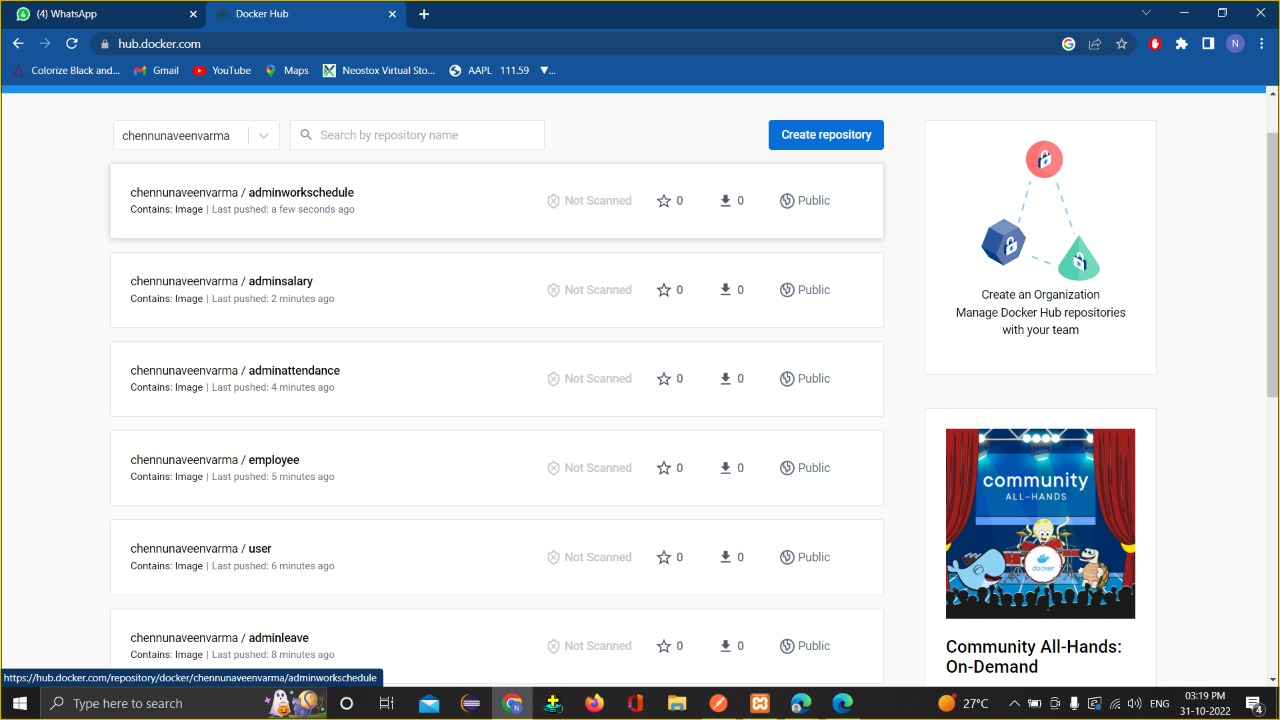 (4) WhatsApp
Docker Hub
hub.docker.com
N
Colorize Black and...
Gmail
YouTube
Maps
Neostox Virtual Sto...
AAPL 111.59 ▼...
chennunaveenvarma
Search by repository name
Create repository
chennunaveenvarma / adminworkschedule
Contains: Image | Last pushed: a few seconds ago
Not Scanned
0
0
Public
chennunaveenvarma / adminsalary
Contains: Image | Last pushed: 2 minutes ago
Not Scanned
0
0
Public
chennunaveenvarma / adminattendance
Contains: Image | Last pushed: 4 minutes ago
Not Scanned
0
0
Public
chennunaveenvarma / employee
Contains: Image | Last pushed: 5 minutes ago
Not Scanned
0
0
Public
chennunaveenvarma / user
Contains: Image | Last pushed: 6 minutes ago
Not Scanned
0
0
Public
chennunaveenvarma / adminleave
Contains: Image | Last pushed: 8 minutes ago
Not Scanned
0
0
Public
Create an Organization
Manage Docker Hub repositories
with your team
community
ALL-HANDS
docker
Community All-Hands:
On-Demand
https://hub.docker.com/repository/docker/chennunaveenvarma/adminworkschedule
Type here to search
27°C
ENG
03:19 PM
31-10-2022
4